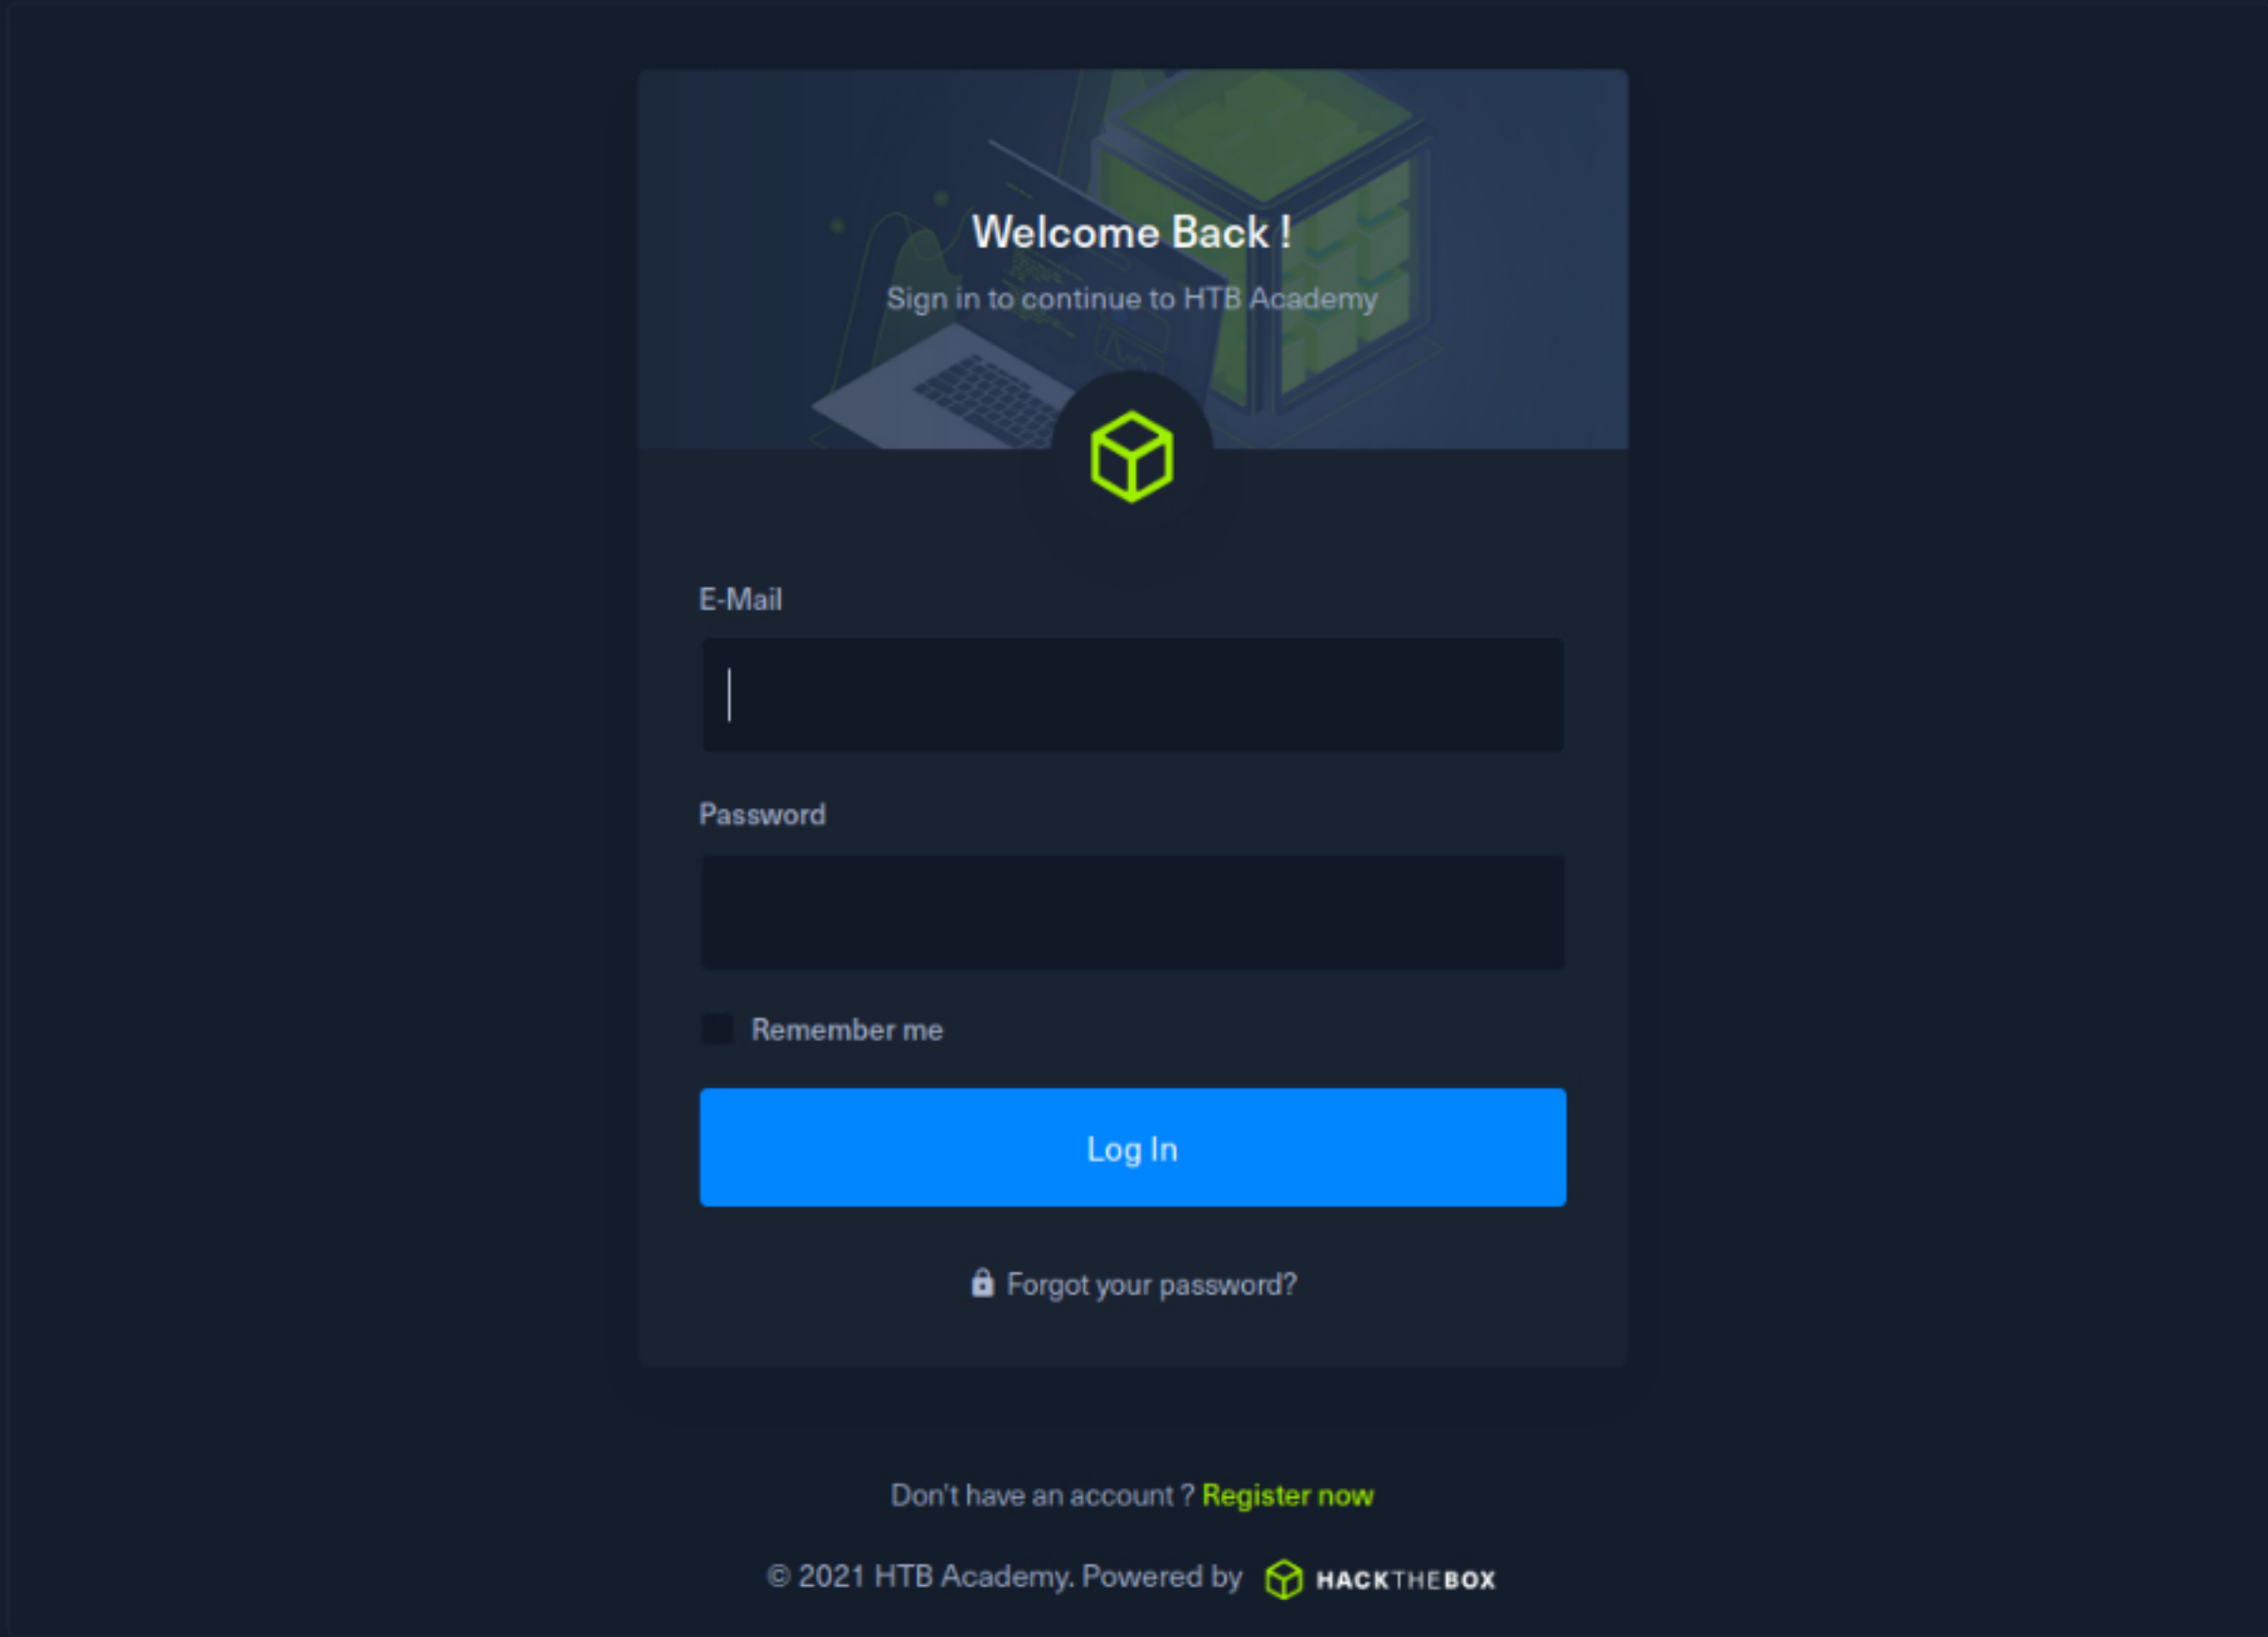 Welcome Back !
Sign in to continue to HTB Academy
E-Mail
Password
Remember me
Log In
Forgot your password?
Don't have an account ? Register now
© 2021 HTB Academy. Powered by HACKTHEBOX